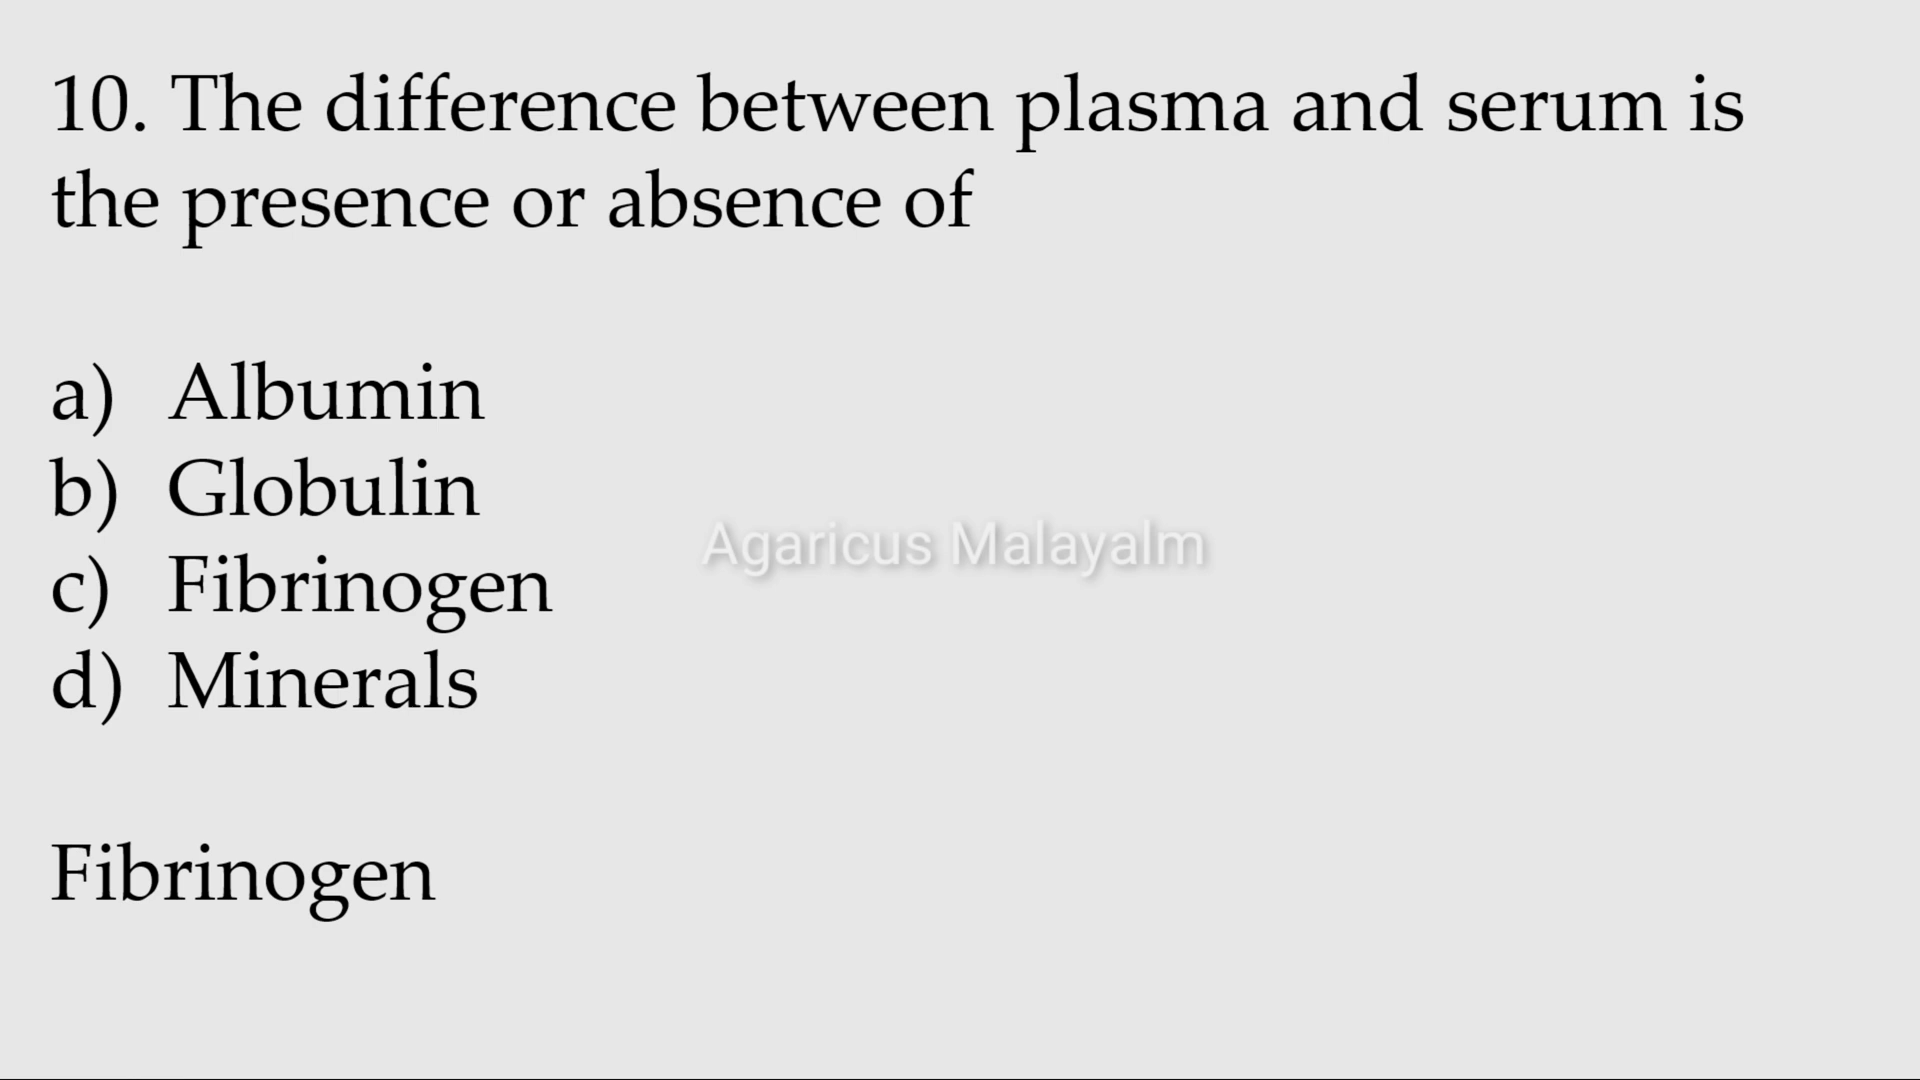 10. The difference between plasma and serum is
the presence or absence of
a) Albumin
b) Globulin
Agaricus Malayalm
c) Fibrinogen
d) Minerals
Fibrinogen